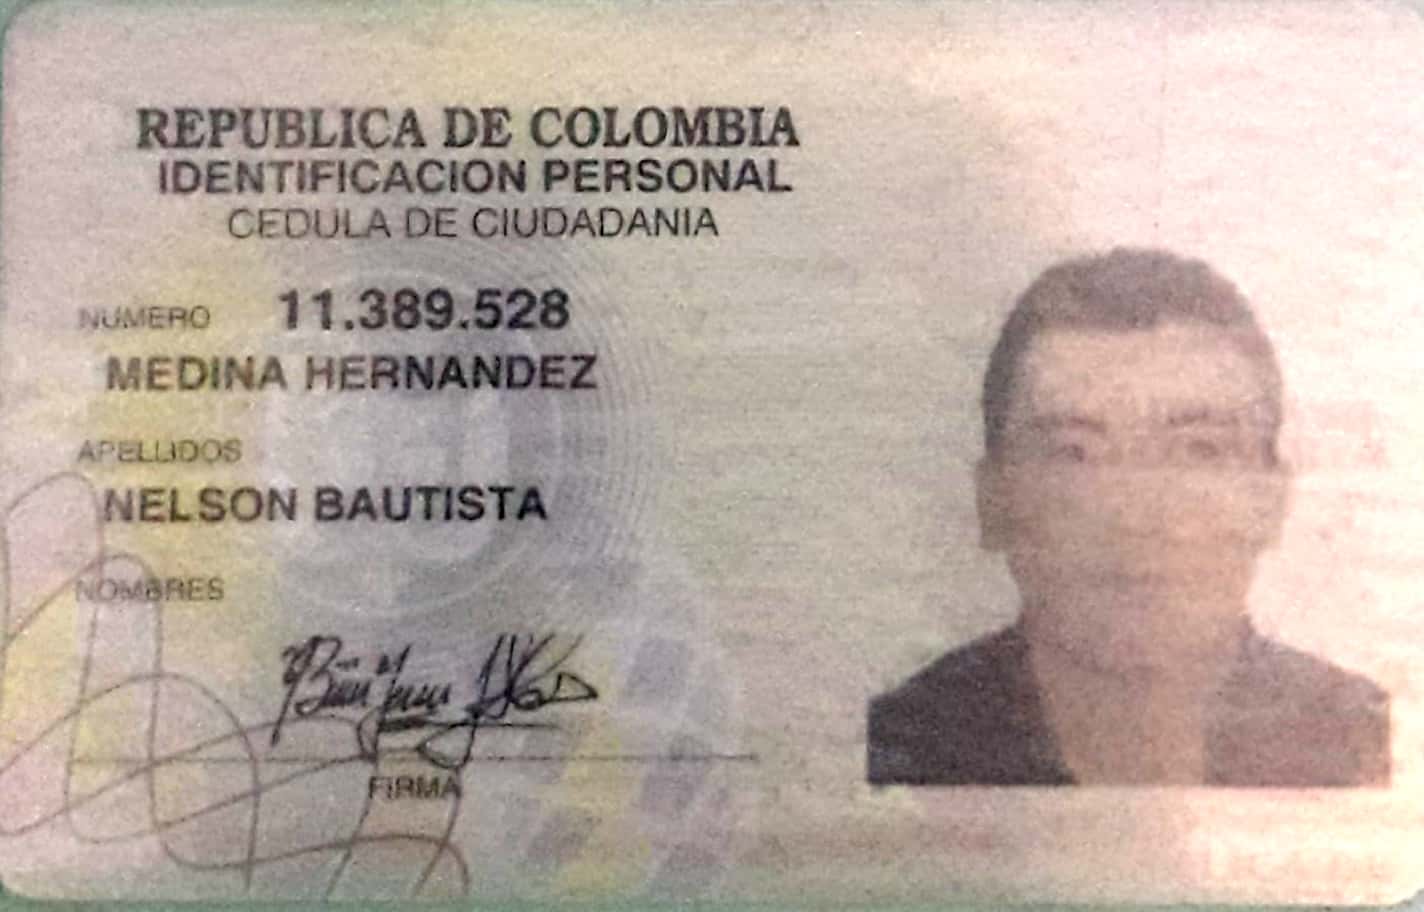 REPUBLICA DE COLOMBIA
IDENTIFICACION PERSONAL
CEDULA DE CIUDADANIA
NUMERO 11.389.528
MEDINA HERNANDEZ
APELLIDOS
NELSON BAUTISTA
NOMBRES
FIRMA